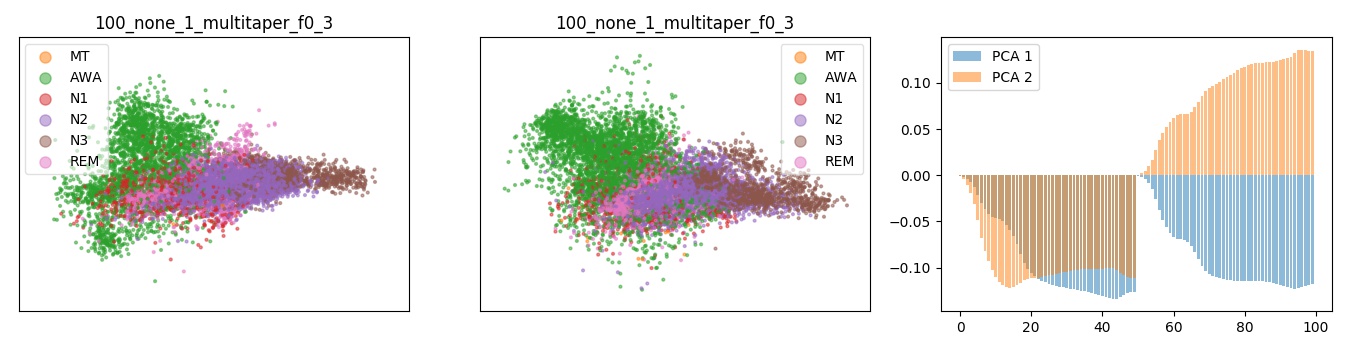 100_none_1_multitaper_f0_3
MT
AWA
N1
N2
N3
REM
100_none_1_multitaper_f0_3
MT
AWA
N1
N2
N3
REM
PCA 1
PCA 2
0.10
0.05
0.00
−0.05
−0.10
0 20 40 60 80 100